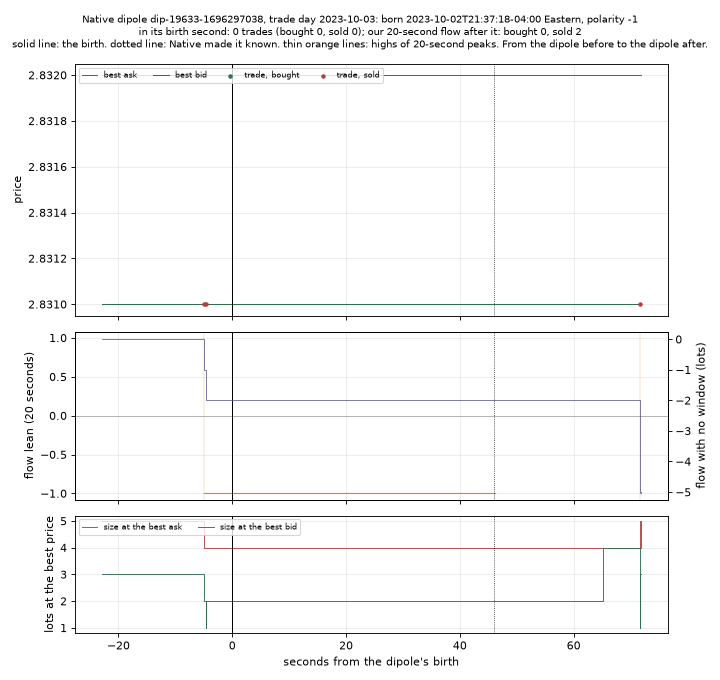 Native dipole dip-19633-1696297038, trade day 2023-10-03: born 2023-10-02T21:37:18-04:00 Eastern, polarity -1
in its birth second: 0 trades (bought 0, sold 0); our 20-second flow after it: bought 0, sold 2
solid line: the birth. dotted line: Native made it known. thin orange lines: highs of 20-second peaks. From the dipole before to the dipole after.
best ask best bid trade, bought trade, sold
2.8320
2.8318
2.8316
2.8314
2.8312
2.8310
price
1.0
0.5
0.0
−0.5
−1.0
flow lean (20 seconds)
0
−1
−2
−3
−4
−5
flow with no window (lots)
size at the best ask size at the best bid
5
4
3
2
1
lots at the best price
−20 0 20 40 60
seconds from the dipole's birth